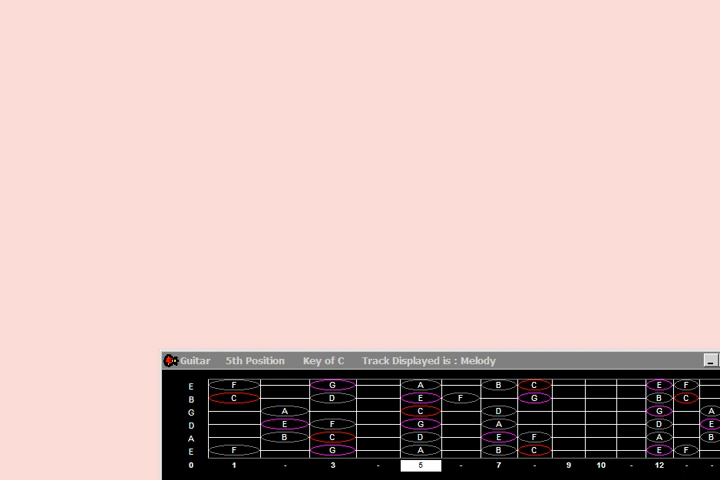 Guitar 5th Position Key of C Track Displayed is : Melody
E F G A B C E F
B C D E F G B C
G A C D G A
D E F G A D E
A B C D E F A B
E F G A B C E F
0 1 - 3 - 5 - 7 - 9 10 - 12 - -